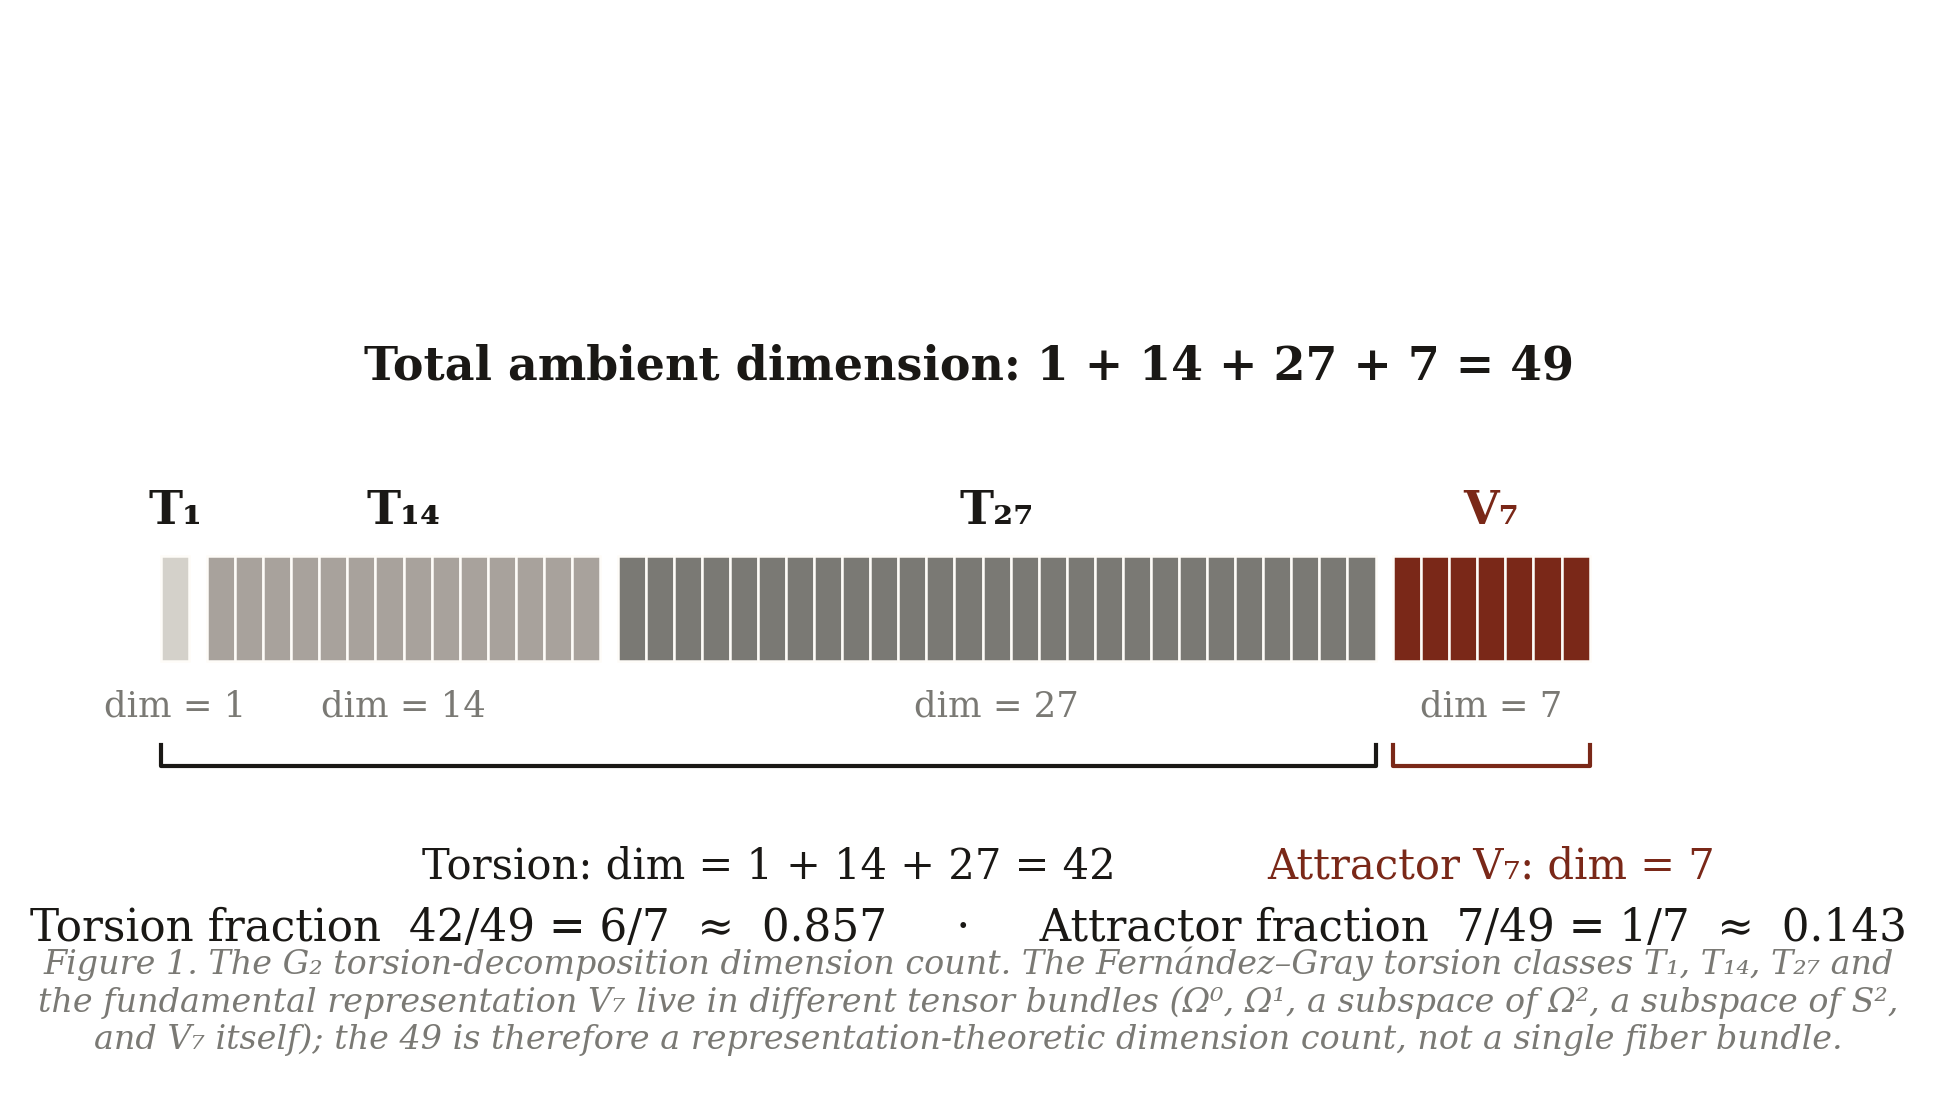 Total ambient dimension: 1 + 14 + 27 + 7 = 49
T₁ T₁₄ T₂₇ V₇
dim = 1 dim = 14 dim = 27 dim = 7
Torsion: dim = 1 + 14 + 27 = 42 Attractor V₇: dim = 7
Torsion fraction 42/49 = 6/7 ≈ 0.857 · Attractor fraction 7/49 = 1/7 ≈ 0.143
Figure 1. The G₂ torsion-decomposition dimension count. The Fernández–Gray torsion classes T₁, T₁₄, T₂₇ and
the fundamental representation V₇ live in different tensor bundles (Ω⁰, Ω¹, a subspace of Ω², a subspace of S²,
and V₇ itself); the 49 is therefore a representation-theoretic dimension count, not a single fiber bundle.